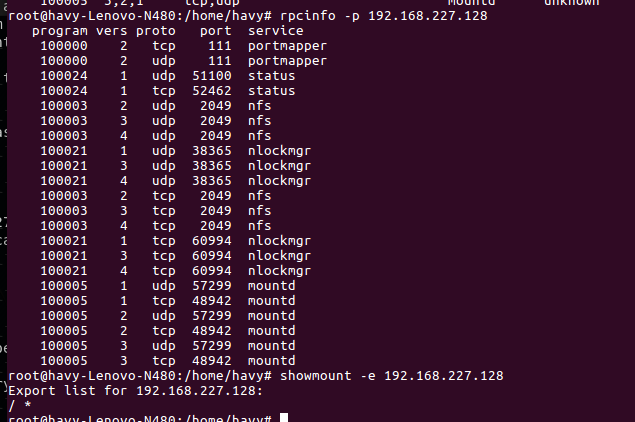 100005 3,2,1 tcp,udp mountd unknown
root@havy-Lenovo-N480:/home/havy# rpcinfo -p 192.168.227.128
program vers proto port service
100000 2 tcp 111 portmapper
100000 2 udp 111 portmapper
100024 1 udp 51100 status
100024 1 tcp 52462 status
100003 2 udp 2049 nfs
100003 3 udp 2049 nfs
100003 4 udp 2049 nfs
100021 1 udp 38365 nlockmgr
100021 3 udp 38365 nlockmgr
100021 4 udp 38365 nlockmgr
100003 2 tcp 2049 nfs
100003 3 tcp 2049 nfs
100003 4 tcp 2049 nfs
100021 1 tcp 60994 nlockmgr
100021 3 tcp 60994 nlockmgr
100021 4 tcp 60994 nlockmgr
100005 1 udp 57299 mountd
100005 1 tcp 48942 mountd
100005 2 udp 57299 mountd
100005 2 tcp 48942 mountd
100005 3 udp 57299 mountd
100005 3 tcp 48942 mountd
root@havy-Lenovo-N480:/home/havy# showmount -e 192.168.227.128
Export list for 192.168.227.128:
/ *
root@havy-Lenovo-N480:/home/havy#